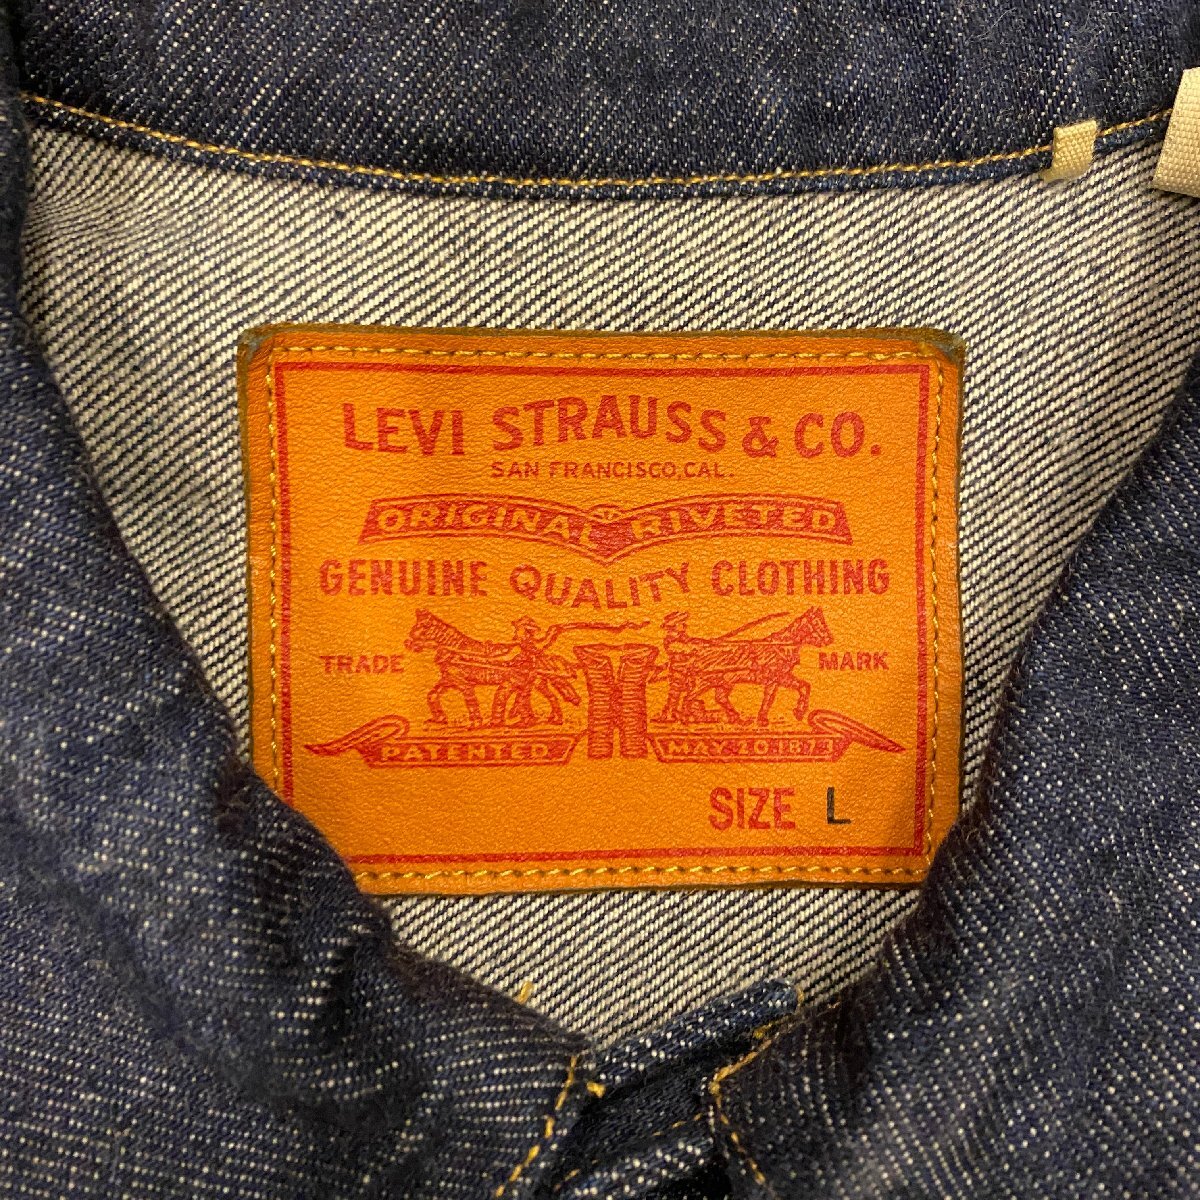 LEVI STRAUSS & CO.
SAN FRANCISCO, CAL.
ORIGINAL RIVETED
GENUINE QUALITY CLOTHING
TRADE MARK
PATENTED MAY 20 1873
SIZE L